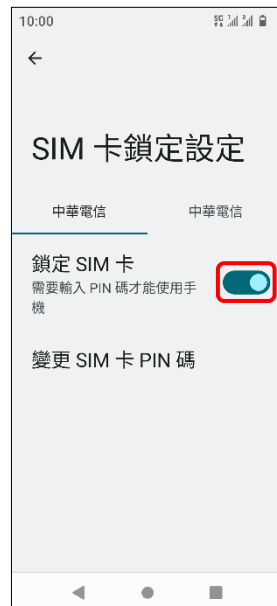 10:00
5G
SIM 卡鎖定設定
中華電信 中華電信
鎖定 SIM 卡
需要輸入 PIN 碼才能使用手
機
變更 SIM 卡 PIN 碼